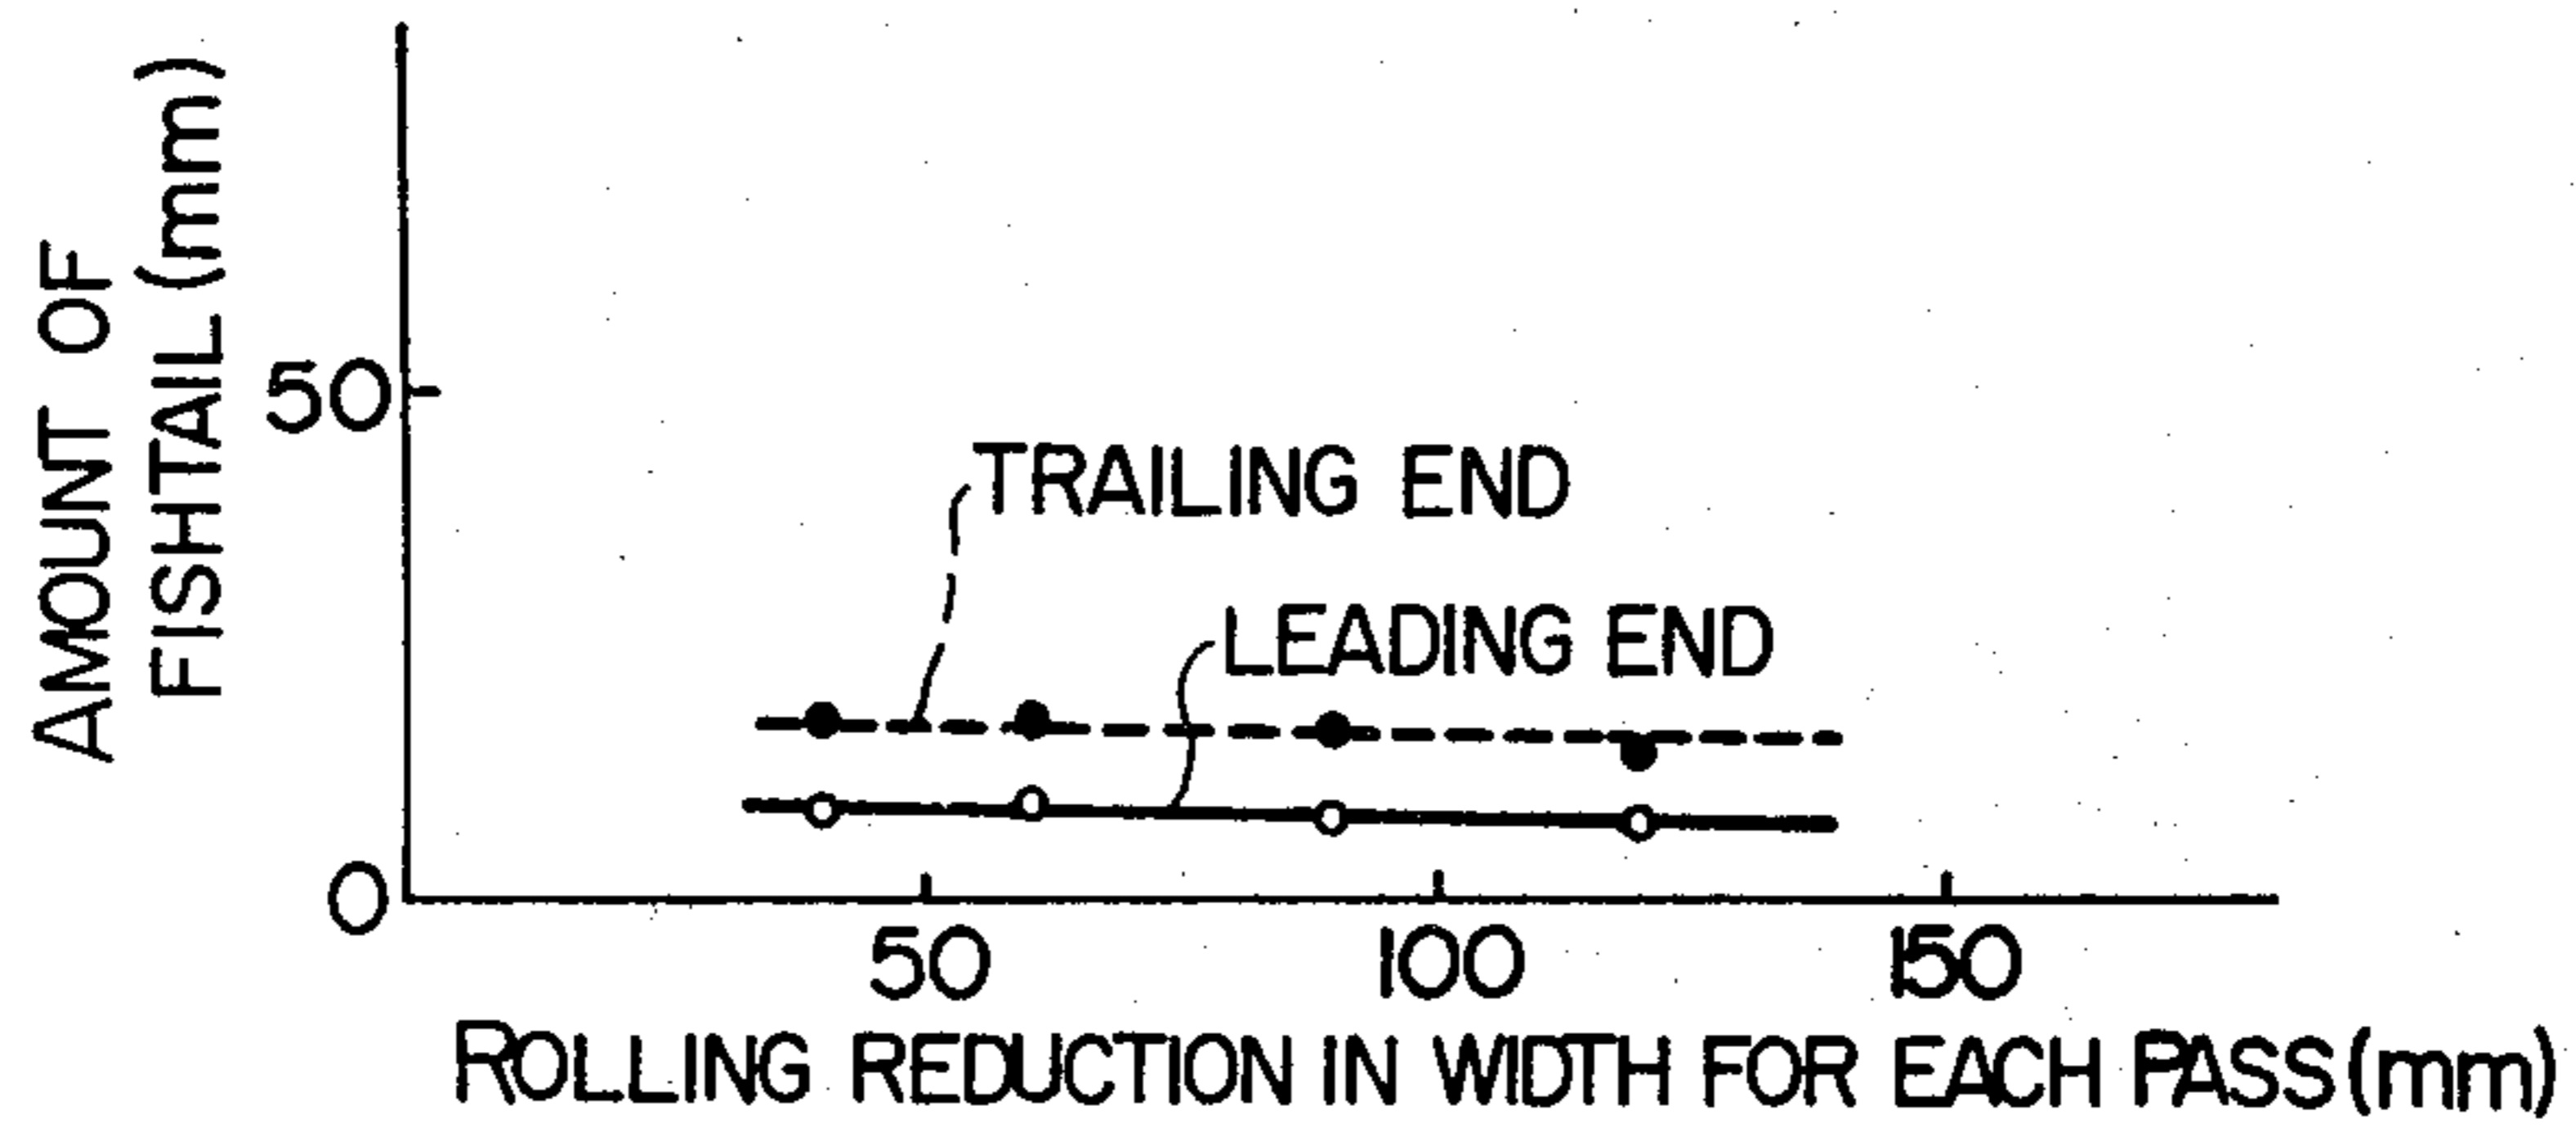 AMOUNT OF
FISHTAIL (mm)
50
TRAILING END
LEADING END
0
50 100 150
ROLLING REDUCTION IN WIDTH FOR EACH PASS (mm)